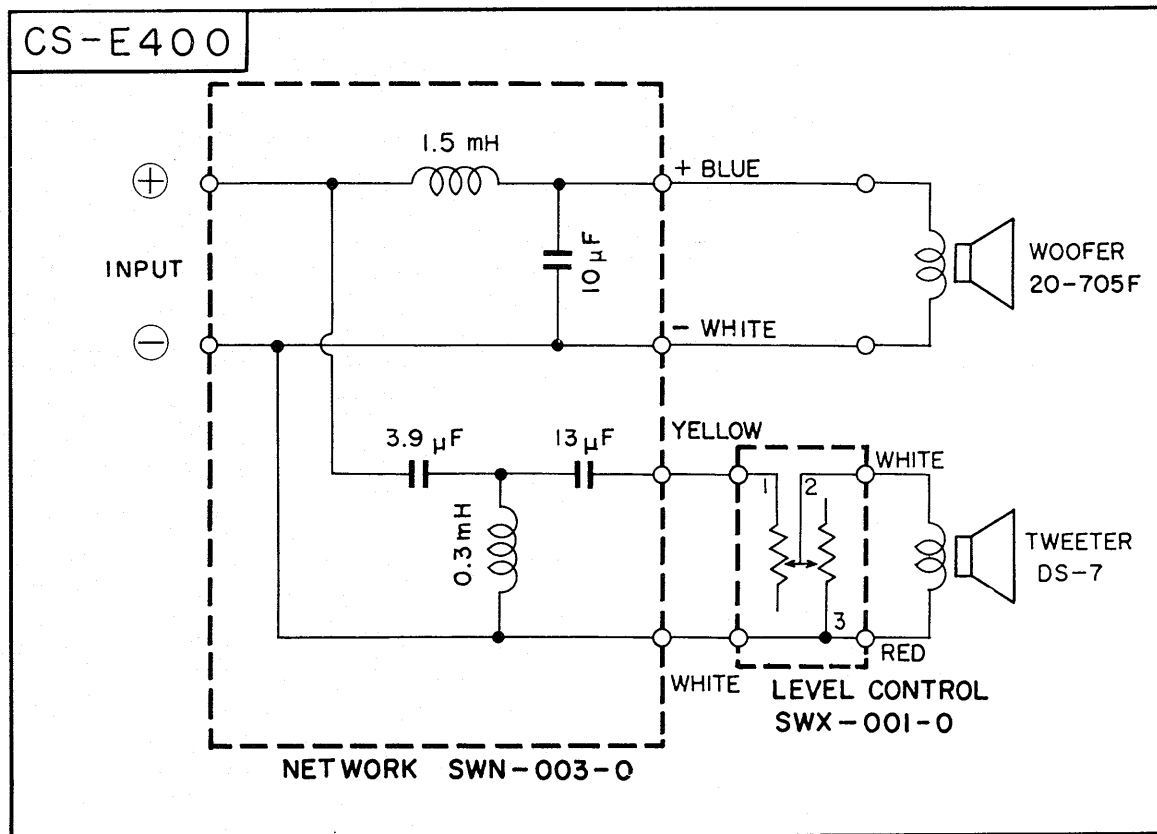 CS-E400
1.5 mH
+ BLUE
10 µF
INPUT
WOOFER
20-705F
- WHITE
3.9 µF
13 µF
YELLOW
WHITE
1
2
0.3mH
TWEETER
DS-7
3
RED
WHITE
LEVEL CONTROL
SWX-001-0
NETWORK SWN-003-0